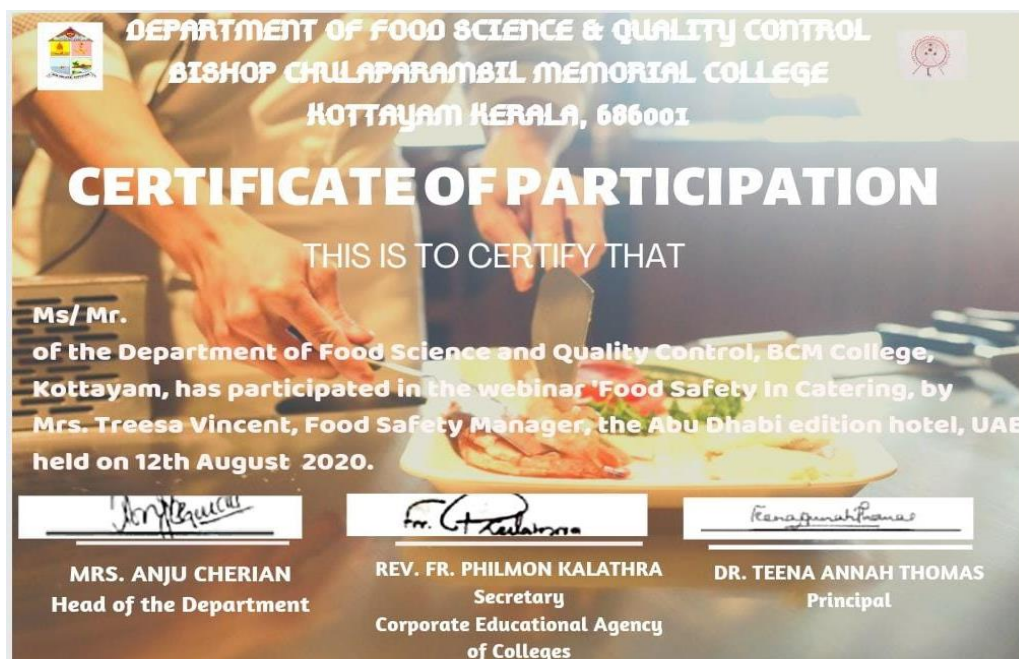 DEPARTMENT OF FOOD SCIENCE & QUALITY CONTROL
BISHOP CHULAPARAMBIL MEMORIAL COLLEGE
KOTTAYAM KERALA, 686001
CERTIFICATE OF PARTICIPATION
THIS IS TO CERTIFY THAT
Ms/ Mr.
of the Department of Food Science and Quality Control, BCM College,
Kottayam, has participated in the webinar 'Food Safety In Catering, by
Mrs. Treesa Vincent, Food Safety Manager, the Abu Dhabi edition hotel, UAE
held on 12th August 2020.
MRS. ANJU CHERIAN
Head of the Department
Fr.
REV. FR. PHILMON KALATHRA
Secretary
Corporate Educational Agency
of Colleges
DR. TEENA ANNAH THOMAS
Principal